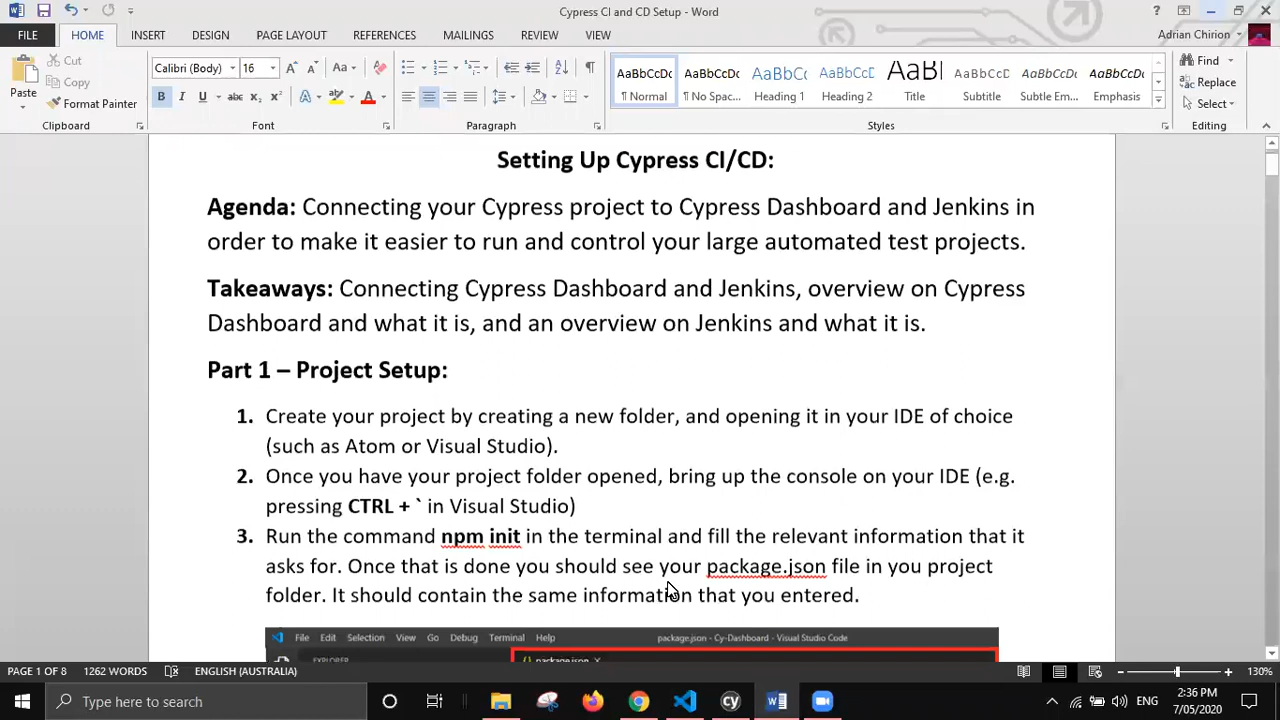 Cypress CI and CD Setup - Word
FILE HOME INSERT DESIGN PAGE LAYOUT REFERENCES MAILINGS REVIEW VIEW Adrian Chirion
Cut
Copy
Format Painter
Paste
Clipboard
Calibri (Body) 16
Font
Paragraph
AaBbCcDc AaBbCcDc AaBbCc AaBbCcC AaBl AaBbCcD AaBbCcDc AaBbCcDc
¶ Normal ¶ No Spac... Heading 1 Heading 2 Title Subtitle Subtle Em... Emphasis
Styles
Find
Replace
Select
Editing
Setting Up Cypress CI/CD:
Agenda: Connecting your Cypress project to Cypress Dashboard and Jenkins in
order to make it easier to run and control your large automated test projects.
Takeaways: Connecting Cypress Dashboard and Jenkins, overview on Cypress
Dashboard and what it is, and an overview on Jenkins and what it is.
Part 1 – Project Setup:
1. Create your project by creating a new folder, and opening it in your IDE of choice
(such as Atom or Visual Studio).
2. Once you have your project folder opened, bring up the console on your IDE (e.g.
pressing CTRL + ` in Visual Studio)
3. Run the command npm init in the terminal and fill the relevant information that it
asks for. Once that is done you should see your package.json file in you project
folder. It should contain the same information that you entered.
File Edit Selection View Go Debug Terminal Help package.json - Cy-Dashboard - Visual Studio Code
EXPLORER {} package.json ×
PAGE 1 OF 8 1262 WORDS ENGLISH (AUSTRALIA) 130%
Type here to search cy ENG 2:36 PM
7/05/2020